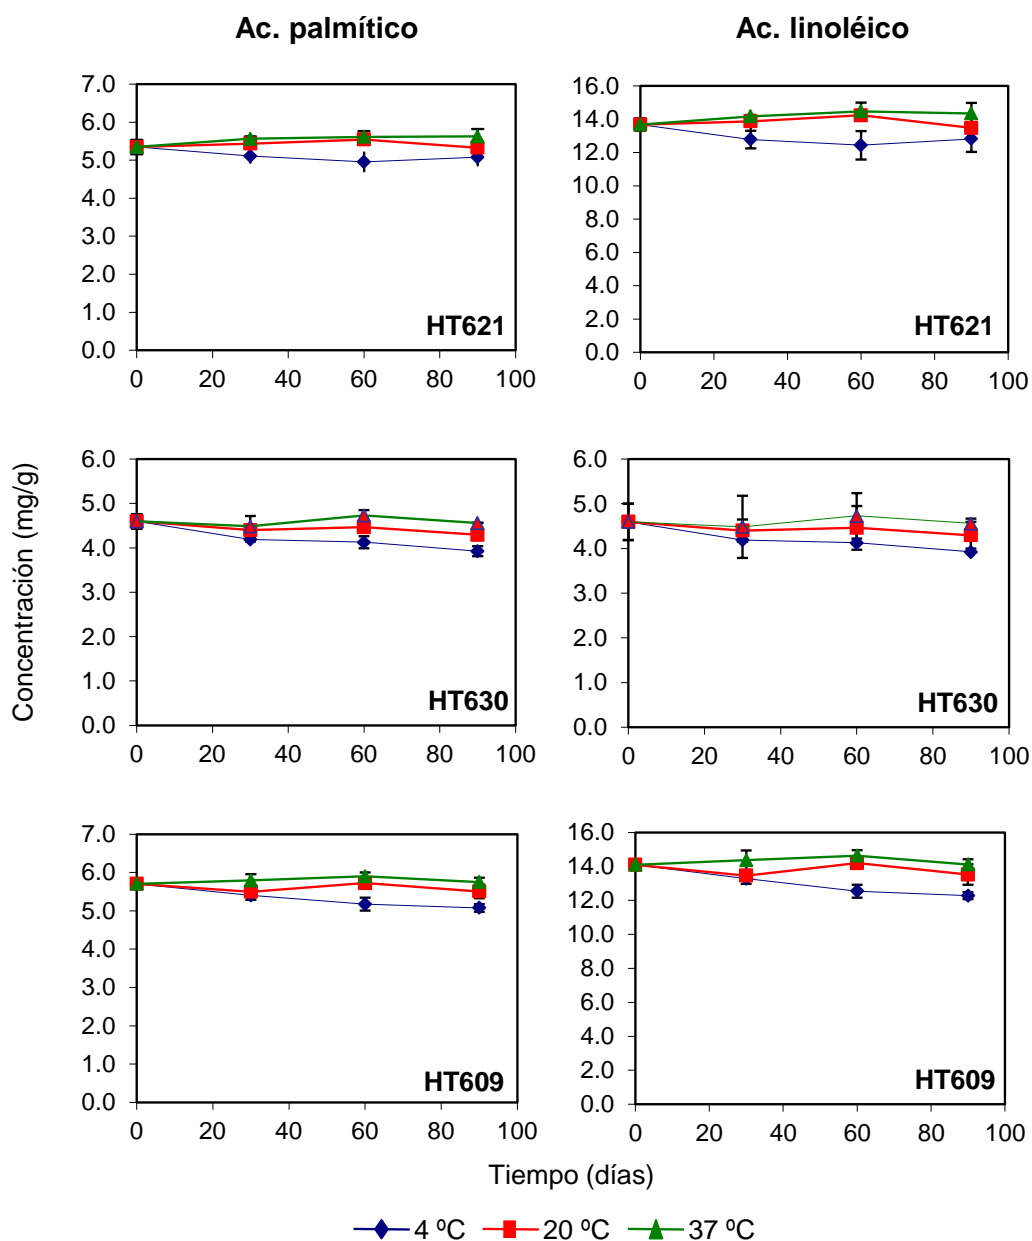 Ac. palmítico
Ac. linoléico
7.0
6.0
5.0
4.0
3.0
2.0
1.0
0.0
HT621
0 20 40 60 80 100
16.0
14.0
12.0
10.0
8.0
6.0
4.0
2.0
0.0
HT621
0 20 40 60 80 100
Concentración (mg/g)
6.0
5.0
4.0
3.0
2.0
1.0
0.0
HT630
0 20 40 60 80 100
6.0
5.0
4.0
3.0
2.0
1.0
0.0
HT630
0 20 40 60 80 100
7.0
6.0
5.0
4.0
3.0
2.0
1.0
0.0
HT609
0 20 40 60 80 100
16.0
14.0
12.0
10.0
8.0
6.0
4.0
2.0
0.0
HT609
0 20 40 60 80 100
Tiempo (días)
4 ºC 20 ºC 37 ºC